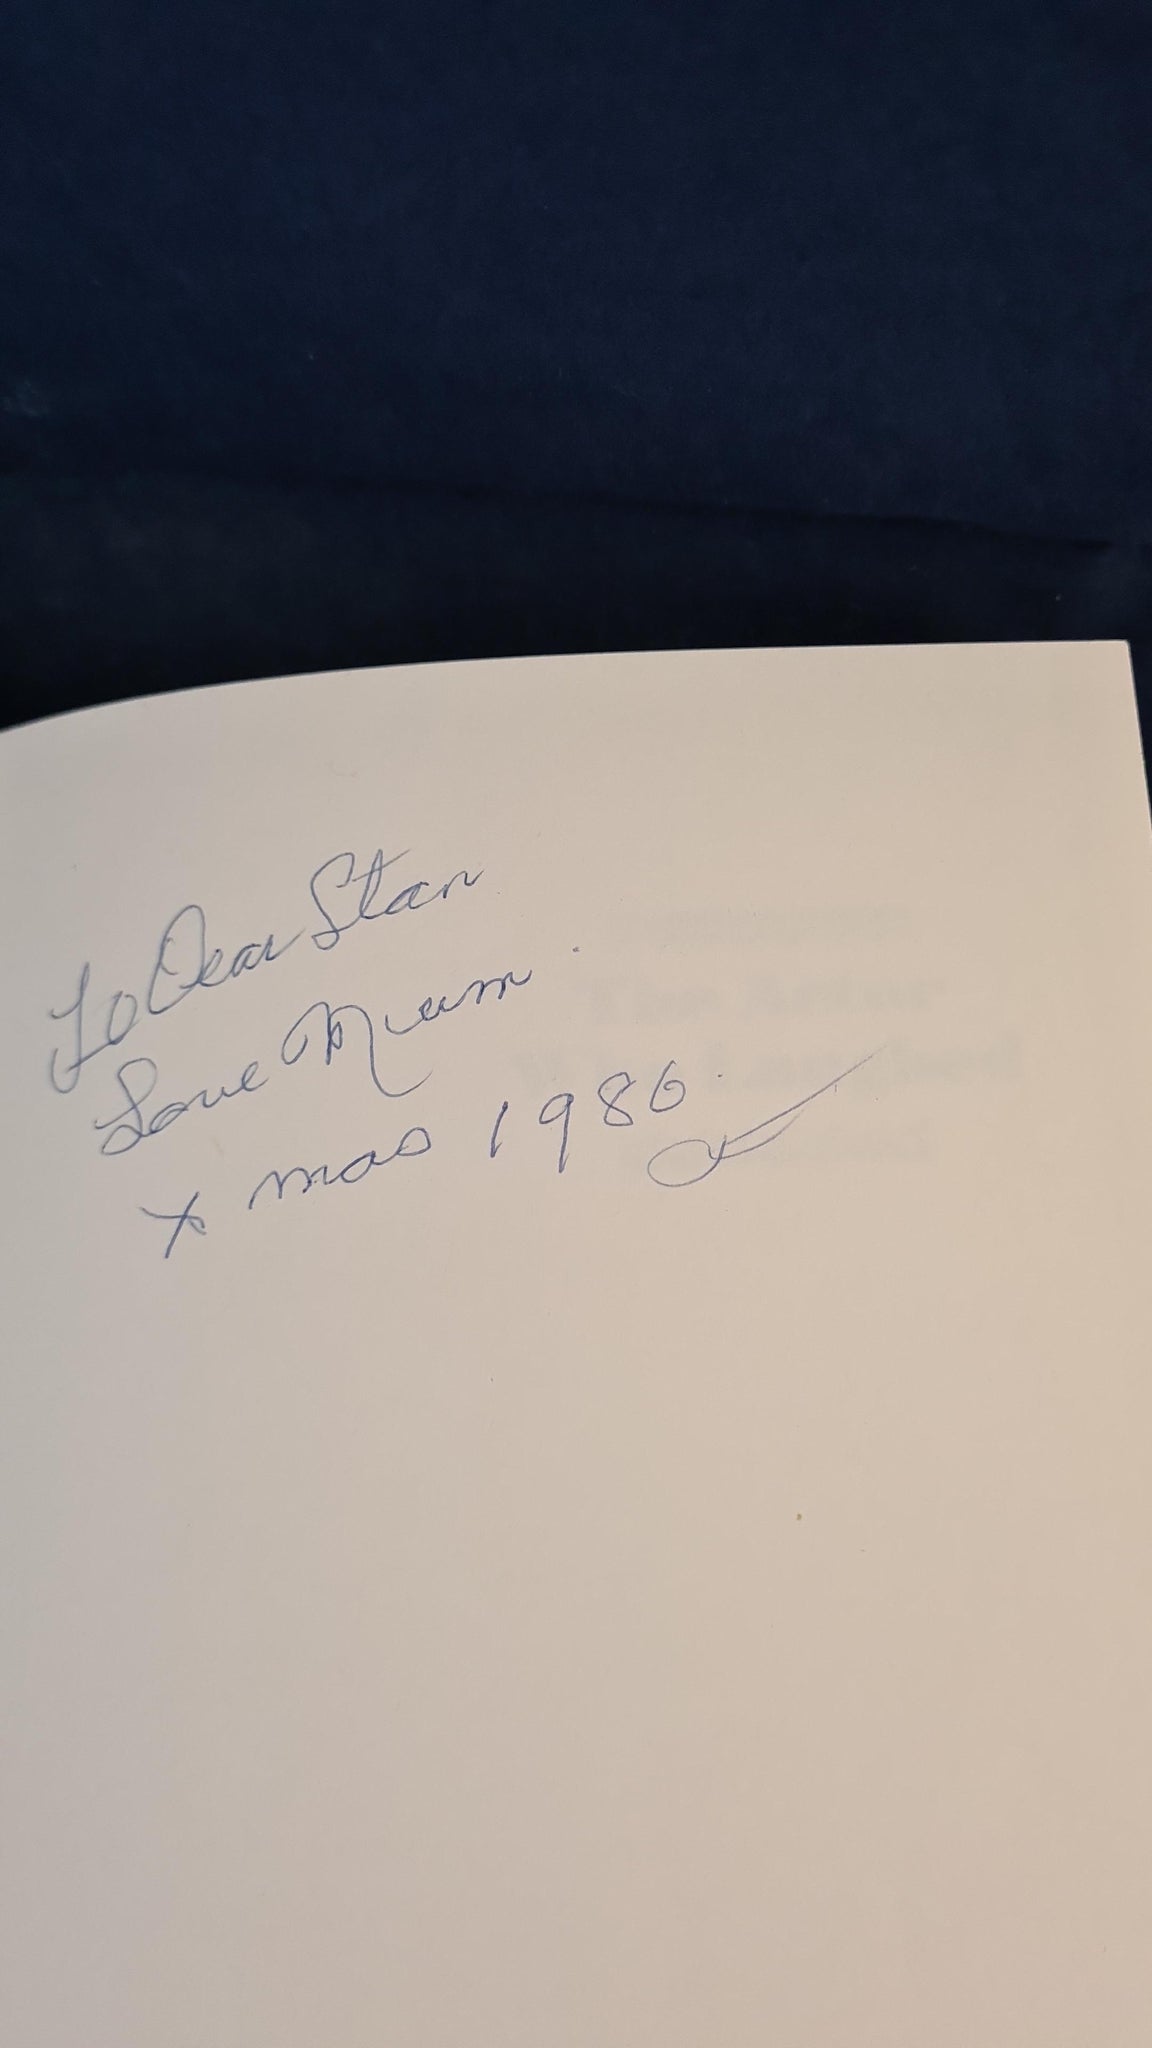 To Dear Stan
Love Mum.
X mas 1986.